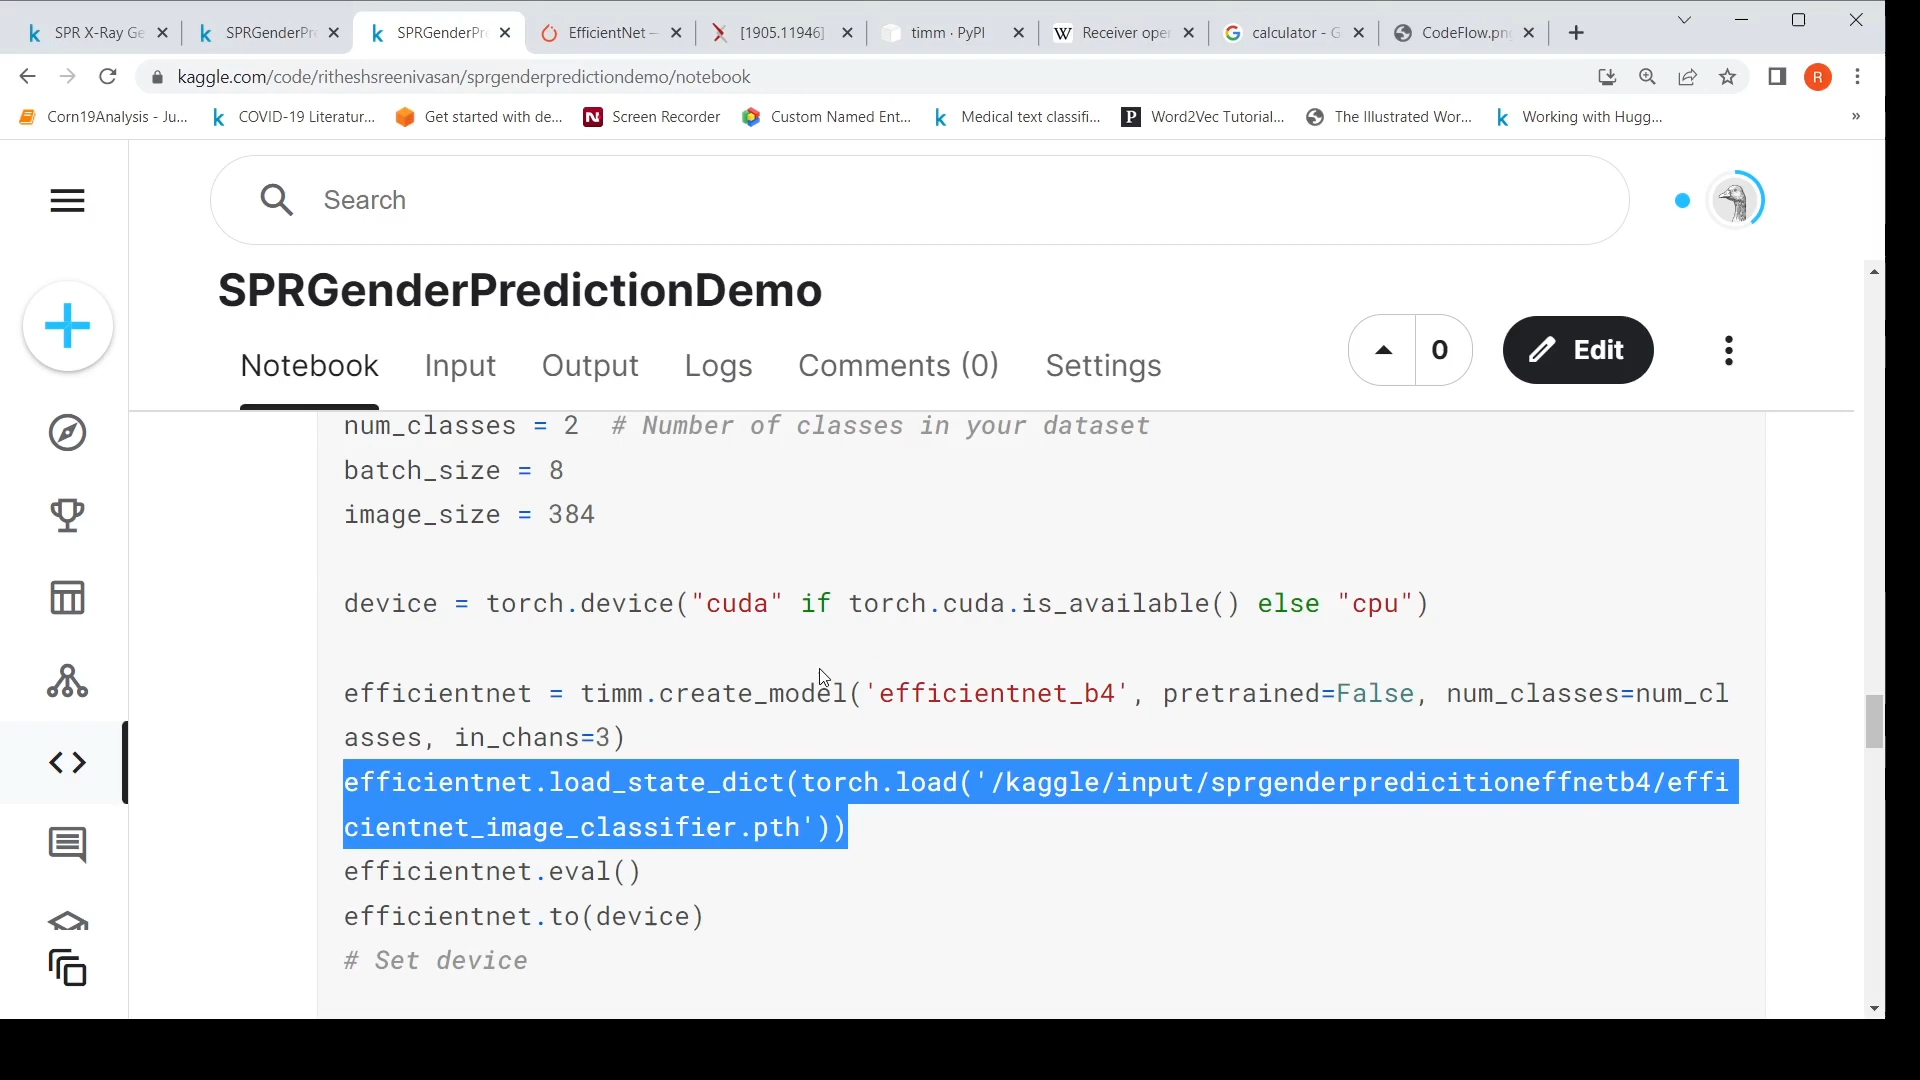 SPR X-Ray Ge
SPRGenderPr
SPRGenderPr
EfficientNet —
[1905.11946]
timm · PyPI
W Receiver oper
calculator - G
CodeFlow.pn
kaggle.com/code/ritheshsreenivasan/sprgenderpredictiondemo/notebook
R
Corn19Analysis - Ju...
COVID-19 Literatur...
Get started with de...
N Screen Recorder
Custom Named Ent...
Medical text classifi...
P Word2Vec Tutorial...
The Illustrated Wor...
Working with Hugg...
»
Search
SPRGenderPredictionDemo
Notebook Input Output Logs Comments (0) Settings
0
Edit
num_classes = 2  # Number of classes in your dataset
batch_size = 8
image_size = 384
device = torch.device("cuda" if torch.cuda.is_available() else "cpu")
efficientnet = timm.create_model('efficientnet_b4', pretrained=False, num_classes=num_cl
asses, in_chans=3)
efficientnet.load_state_dict(torch.load('/kaggle/input/sprgenderpredicitioneffnetb4/effi
cientnet_image_classifier.pth'))
efficientnet.eval()
efficientnet.to(device)
# Set device